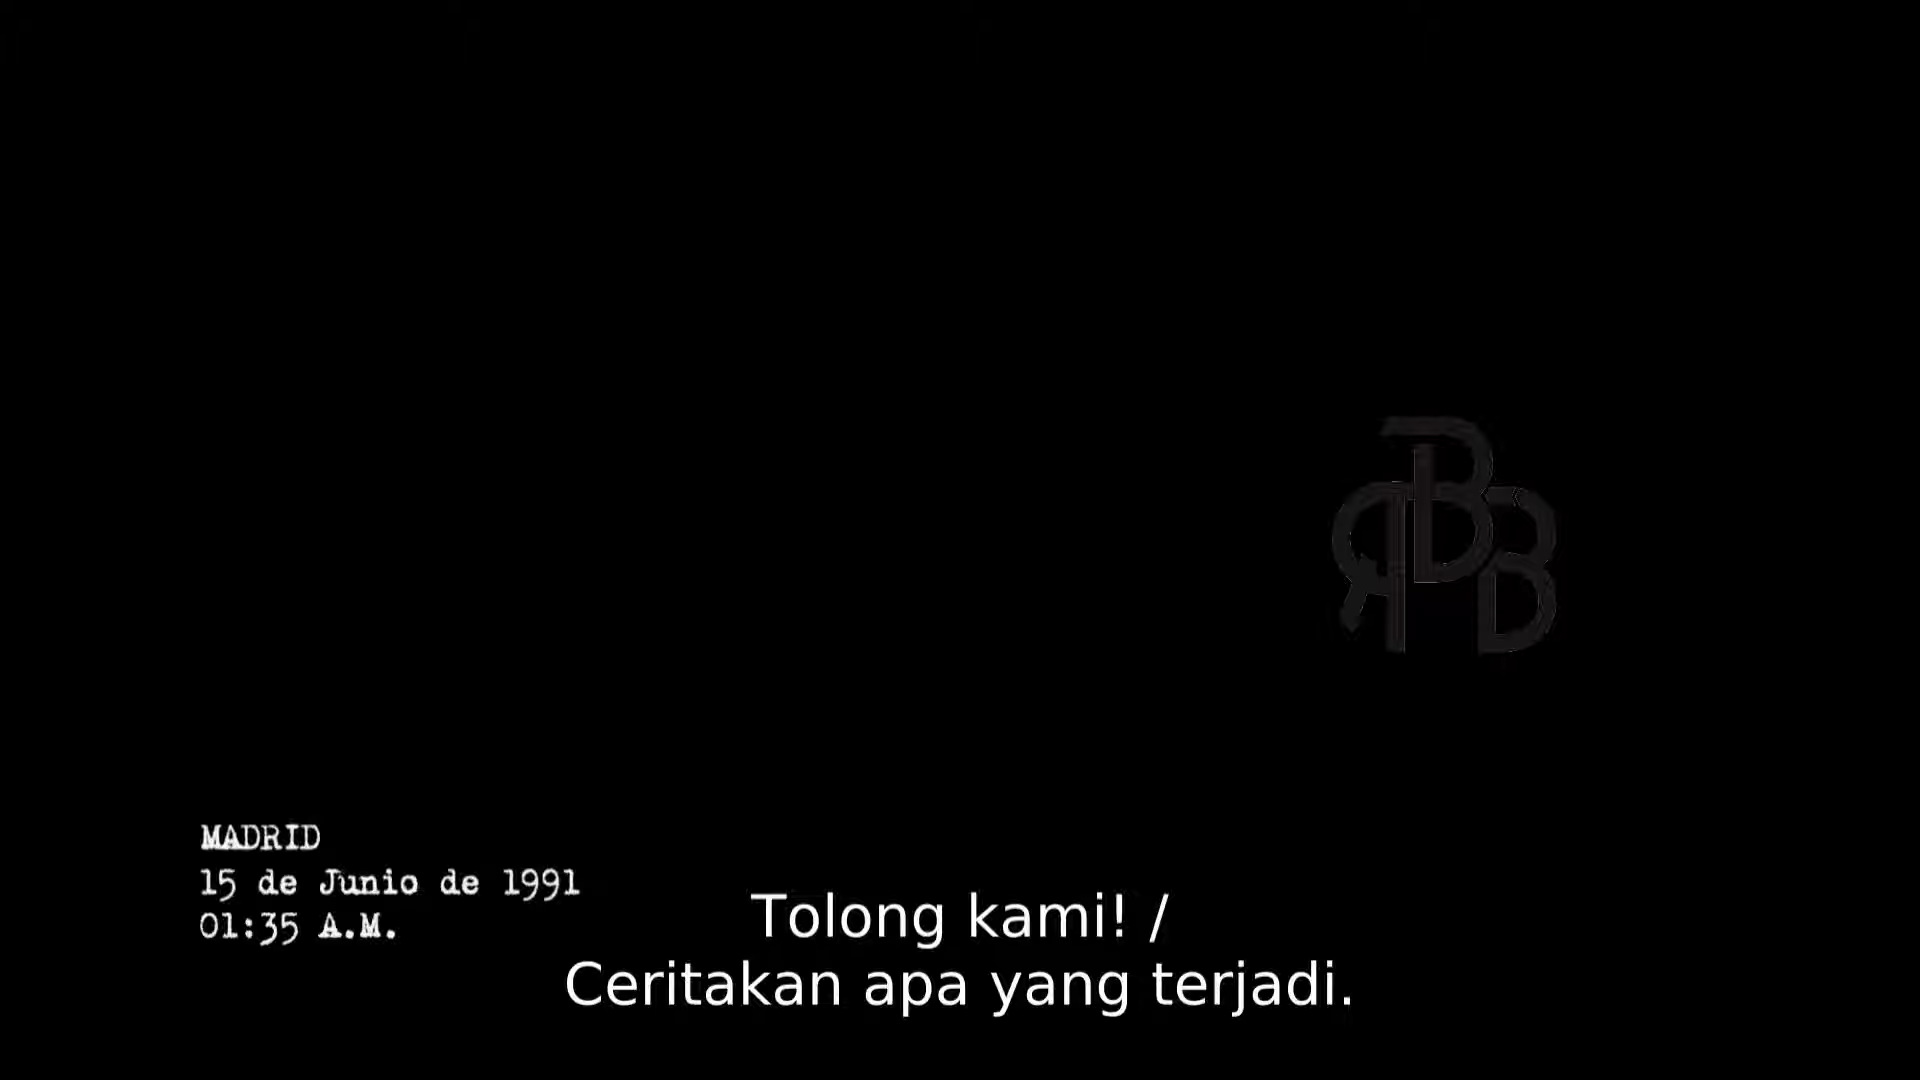 MADRID
15 de Junio de 1991
01:35 A.M.
Tolong kami! /
Ceritakan apa yang terjadi.